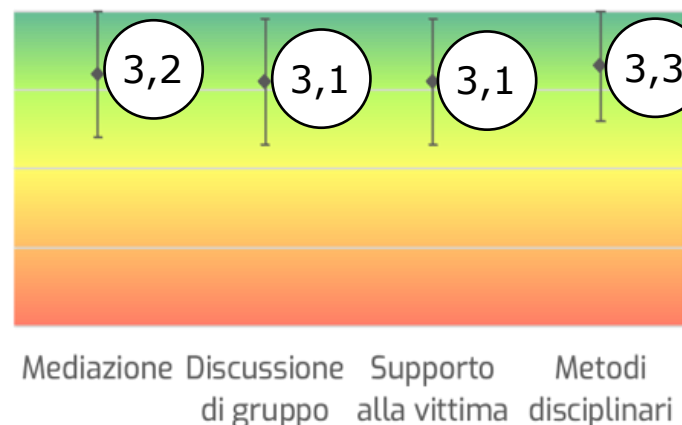 3,2 3,1 3,1 3,3
Mediazione Discussione Supporto Metodi
di gruppo alla vittima disciplinari